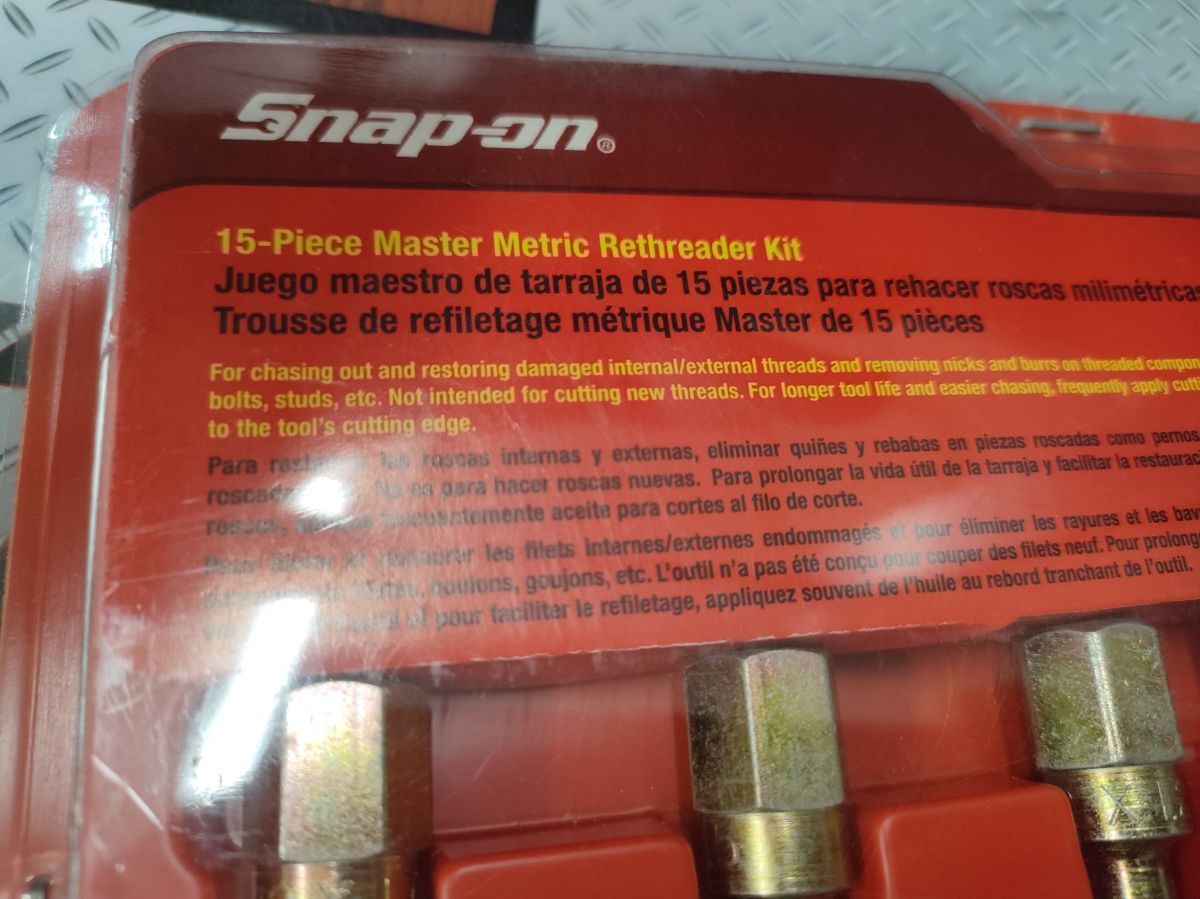 Snap-on®
15-Piece Master Metric Rethreader Kit
Juego maestro de tarraja de 15 piezas para rehacer roscas milimétricas
Trousse de refiletage métrique Master de 15 pièces
For chasing out and restoring damaged internal/external threads and removing nicks and burrs on threaded
bolts, studs, etc. Not intended for cutting new threads. For longer tool life and easier chasing, frequently apply
to the tool's cutting edge.
Para las roscas internas y externas, eliminar quiñes y rebabas en piezas roscadas como pernos,
No es para hacer roscas nuevas. Para prolongar la vida útil de la tarraja y facilitar la
frecuentemente aceite para cortes al filo de corte.
et restaurer les filets internes/externes endommagés et pour éliminer les rayures et les
boulons, goujons, etc. L'outil n'a pas été conçu pour couper des filets neuf. Pour
et pour faciliter le refiletage, appliquez souvent de l'huile au rebord tranchant de l'outil.